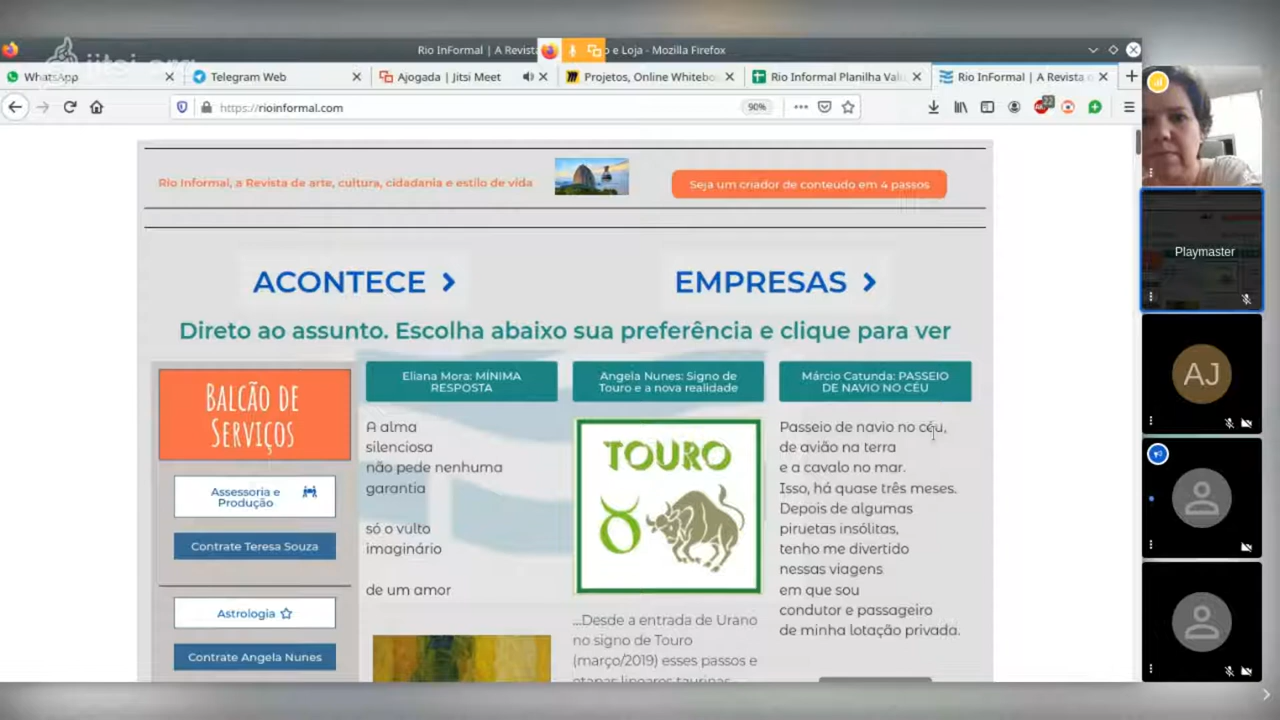 jitsi.org
Rio InFormal | A Revista
o e Loja - Mozilla Firefox
WhatsApp
Telegram Web
Ajogada | Jitsi Meet
Projetos, Online Whitebo
Rio Informal Planilha Val
Rio InFormal | A Revista
https://rioinformal.com
90%
Rio Informal, a Revista de arte, cultura, cidadania e estilo de vida
Seja um criador de conteúdo em 4 passos
ACONTECE
EMPRESAS
Direto ao assunto. Escolha abaixo sua preferência e clique para ver
BALCÃO DE
SERVIÇOS
Assessoria e
Produção
Contrate Teresa Souza
Astrologia
Contrate Angela Nunes
Eliana Mora: MÍNIMA
RESPOSTA
A alma
silenciosa
não pede nenhuma
garantia
só o vulto
imaginário
de um amor
Angela Nunes: Signo de
Touro e a nova realidade
TOURO
...Desde a entrada de Urano
no signo de Touro
(março/2019) esses passos e
etapas lineares taurinas
Márcio Catunda: PASSEIO
DE NAVIO NO CÉU
Passeio de navio no céu,
de avião na terra
e a cavalo no mar.
Isso, há quase três meses.
Depois de algumas
piruetas insólitas,
tenho me divertido
nessas viagens
em que sou
condutor e passageiro
de minha lotação privada.
Playmaster
AJ